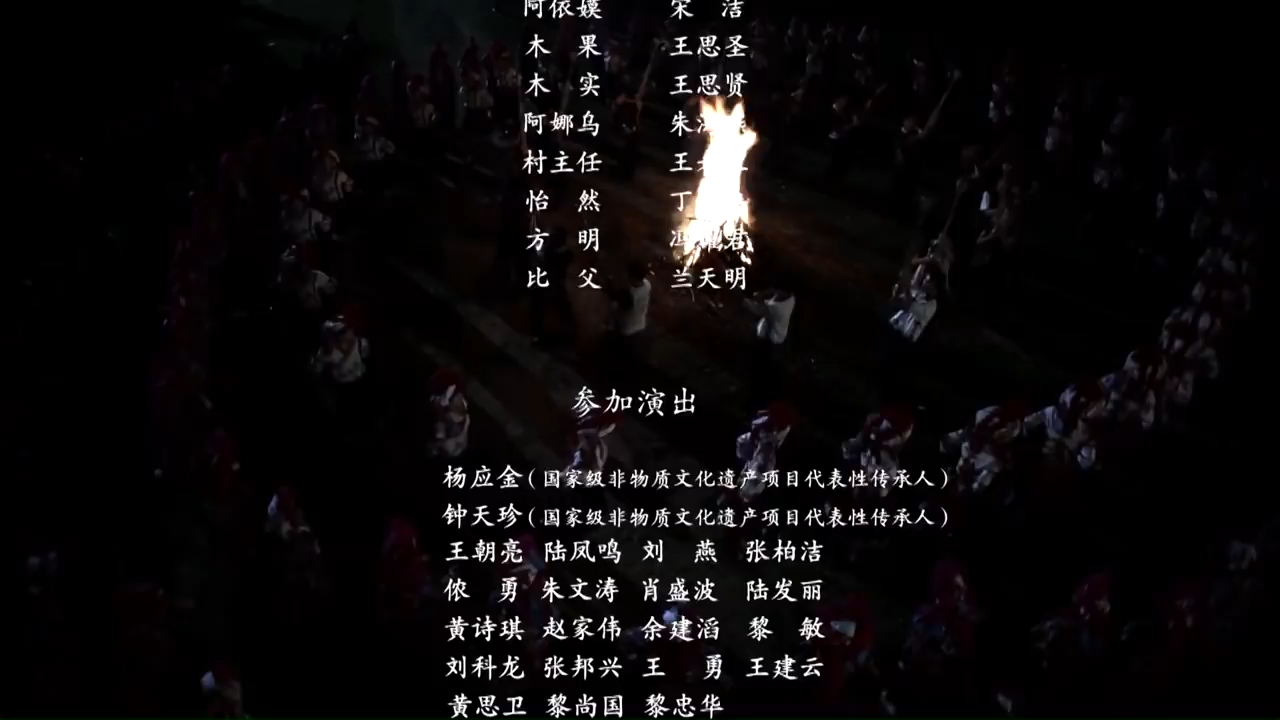 阿依嫫 宋 洁
木 果 王思圣
木 实 王思贤
阿娜乌 朱
村主任 王
怡 然 丁
方 明 冯耀君
比 父 兰天明
参加演出
杨应金(国家级非物质文化遗产项目代表性传承人)
钟天珍(国家级非物质文化遗产项目代表性传承人)
王朝亮 陆凤鸣 刘 燕 张柏洁
侬 勇 朱文涛 肖盛波 陆发丽
黄诗琪 赵家伟 余建滔 黎 敏
刘科龙 张邦兴 王 勇 王建云
黄思卫 黎尚国 黎忠华